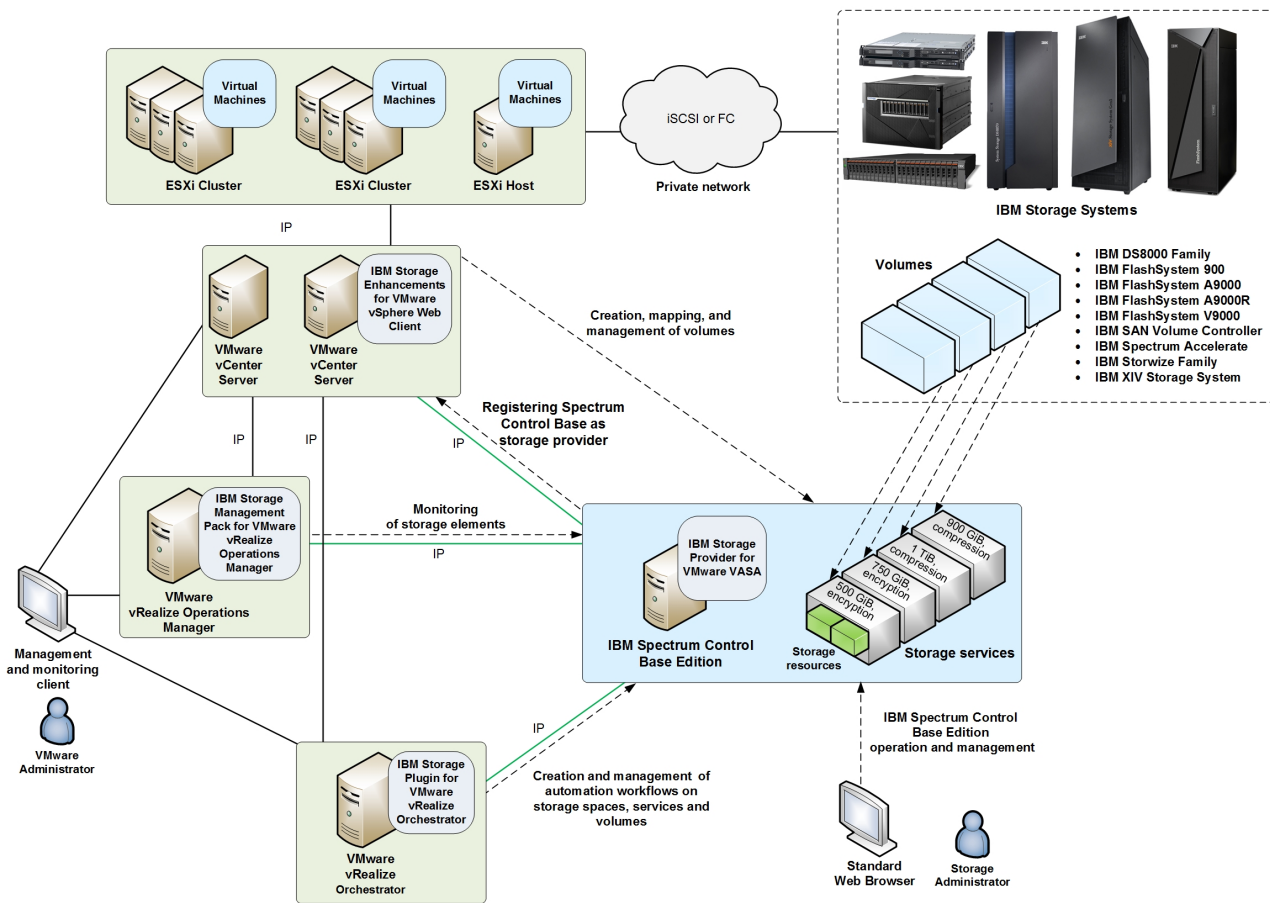 Virtual
Machines
Virtual
Machines
Virtual
Machines
ESXi Cluster
ESXi Cluster
ESXi Host
iSCSI or FC
Private network
IBM Storage Systems
Volumes
• IBM DS8000 Family
• IBM FlashSystem 900
• IBM FlashSystem A9000
• IBM FlashSystem A9000R
• IBM FlashSystem V9000
• IBM SAN Volume Controller
• IBM Spectrum Accelerate
• IBM Storwize Family
• IBM XIV Storage System
IP
IBM Storage
Enhancements
for VMware
vSphere Web
Client
VMware
vCenter
Server
VMware
vCenter
Server
Creation, mapping, and
management of volumes
Registering Spectrum
Control Base as
storage provider
IP
IP
IP
IBM Storage
Management
Pack for VMware
vRealize
Operations
Manager
VMware
vRealize Operations
Manager
Monitoring
of storage elements
IP
IBM Storage
Provider for
VMware VASA
IBM Spectrum Control
Base Edition
900 GiB,
compression
1 TiB,
compression
750 GiB,
encryption
500 GiB,
encryption
Storage
resources
Storage services
Management
and monitoring
client
VMware
Administrator
IP
IBM Storage
Plugin for
VMware
vRealize
Orchestrator
VMware
vRealize
Orchestrator
Creation and management of
automation workflows on
storage spaces, services and
volumes
IBM Spectrum Control
Base Edition
operation and management
Standard
Web Browser
Storage
Administrator